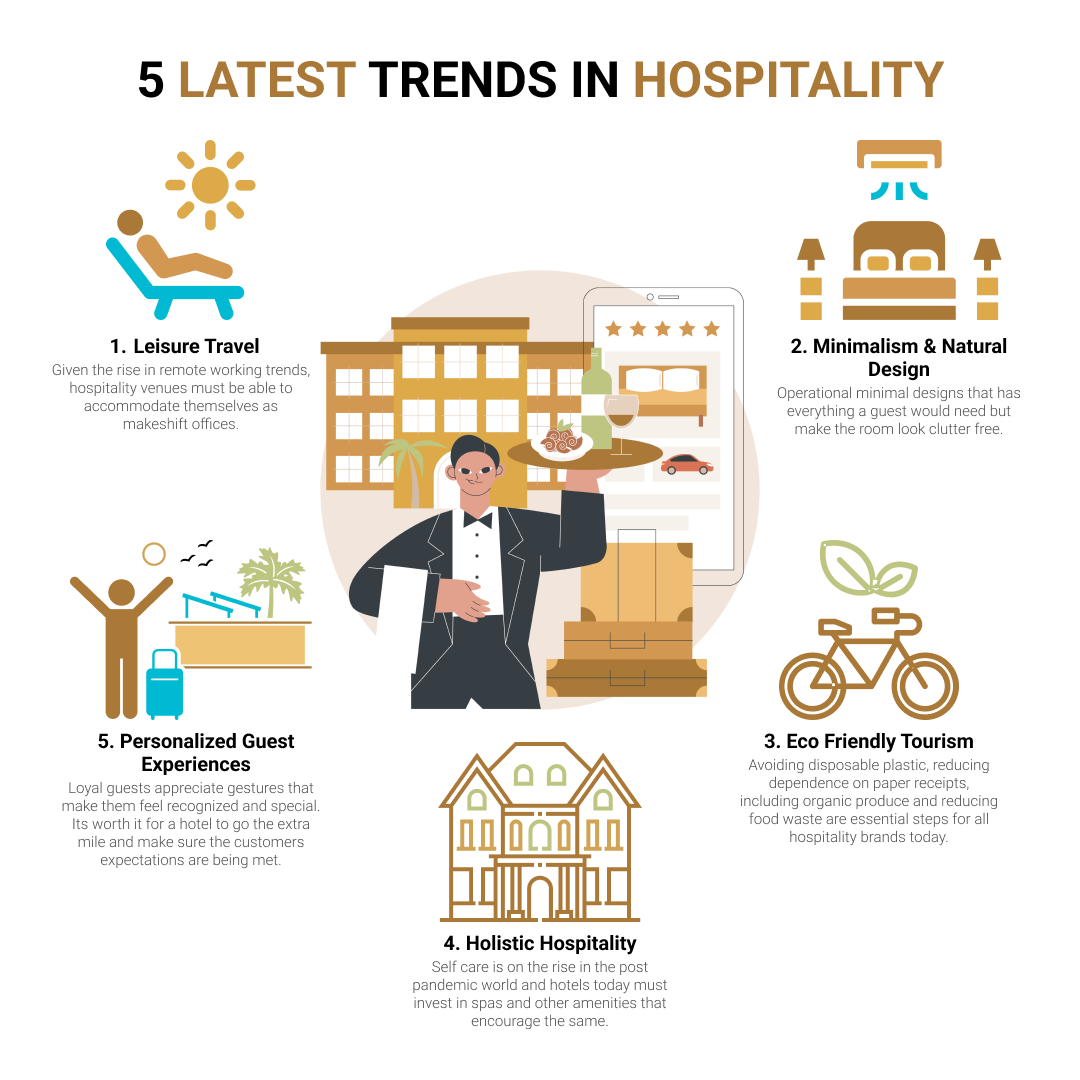 5 LATEST TRENDS IN HOSPITALITY
1. Leisure Travel
Given the rise in remote working trends,
hospitality venues must be able to
accommodate themselves as
makeshift offices.
2. Minimalism & Natural
Design
Operational minimal designs that has
everything a guest would need but
make the room look clutter free.
3. Eco Friendly Tourism
Avoiding disposable plastic, reducing
dependence on paper receipts,
including organic produce and reducing
food waste are essential steps for all
hospitality brands today.
4. Holistic Hospitality
Self care is on the rise in the post
pandemic world and hotels today must
invest in spas and other amenities that
encourage the same.
5. Personalized Guest
Experiences
Loyal guests appreciate gestures that
make them feel recognized and special.
Its worth it for a hotel to go the extra
mile and make sure the customers
expectations are being met.